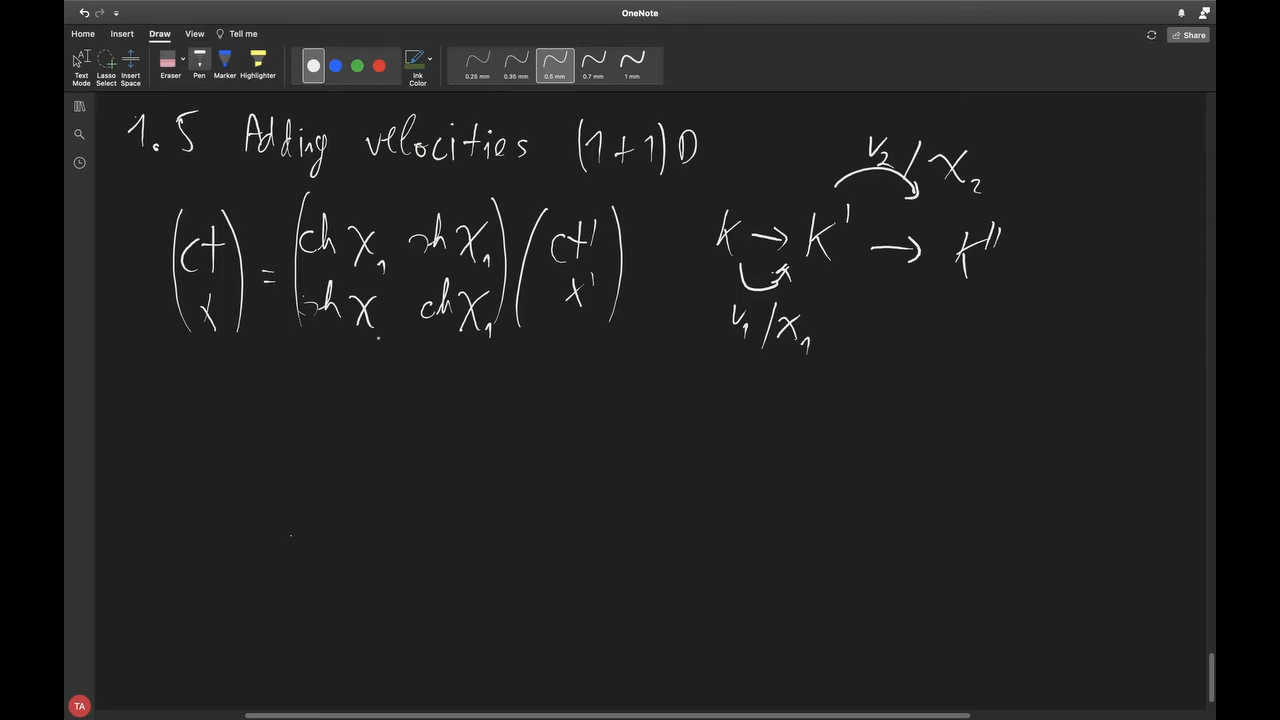 OneNote
Home Insert Draw View Tell me
Share
Text Mode Lasso Select Insert Space Eraser Pen Marker Highlighter Ink Color 0.25 mm 0.35 mm 0.5 mm 0.7 mm 1 mm
1.5 Adding velocities (1+1)D
v₂ / χ₂
(ct x) = (ch χ₁ sh χ₁ sh χ ch χ₁) (ct' x')
K → K' → K''
v₁ / χ₁
TA